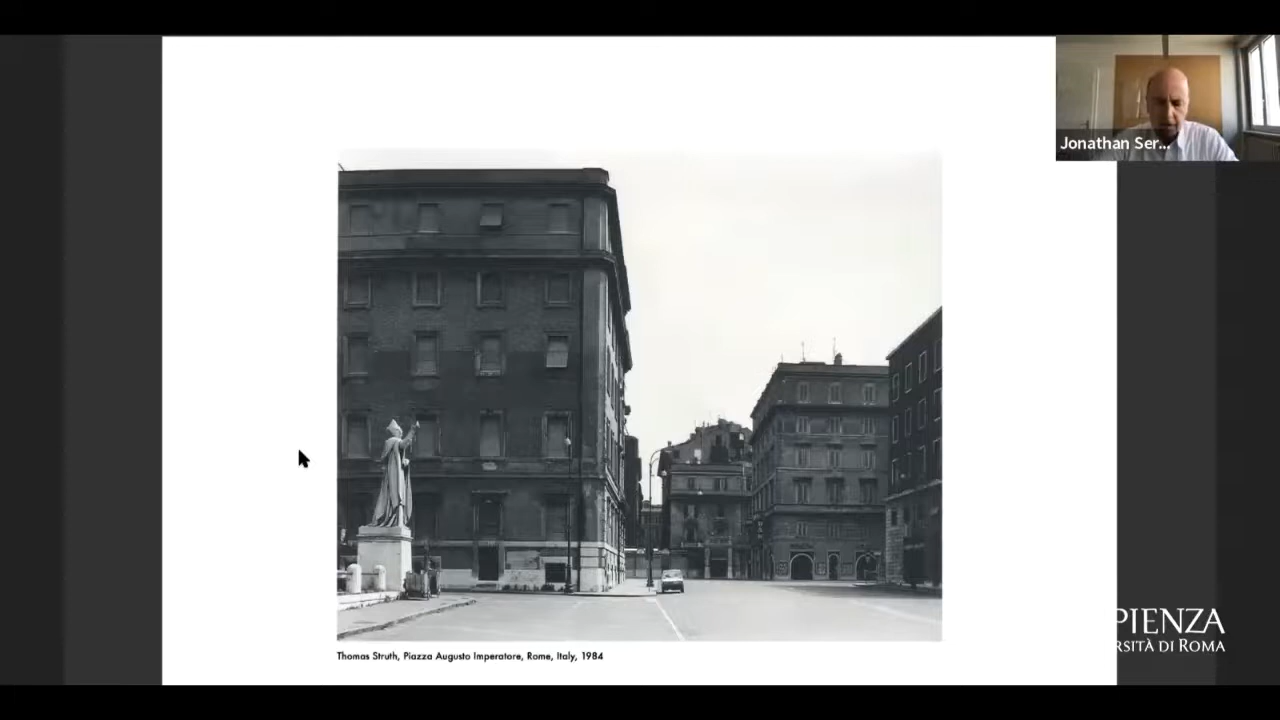 Jonathan Ser...
PIENZA
RSITÀ DI ROMA
Thomas Struth, Piazza Augusto Imperatore, Rome, Italy, 1984